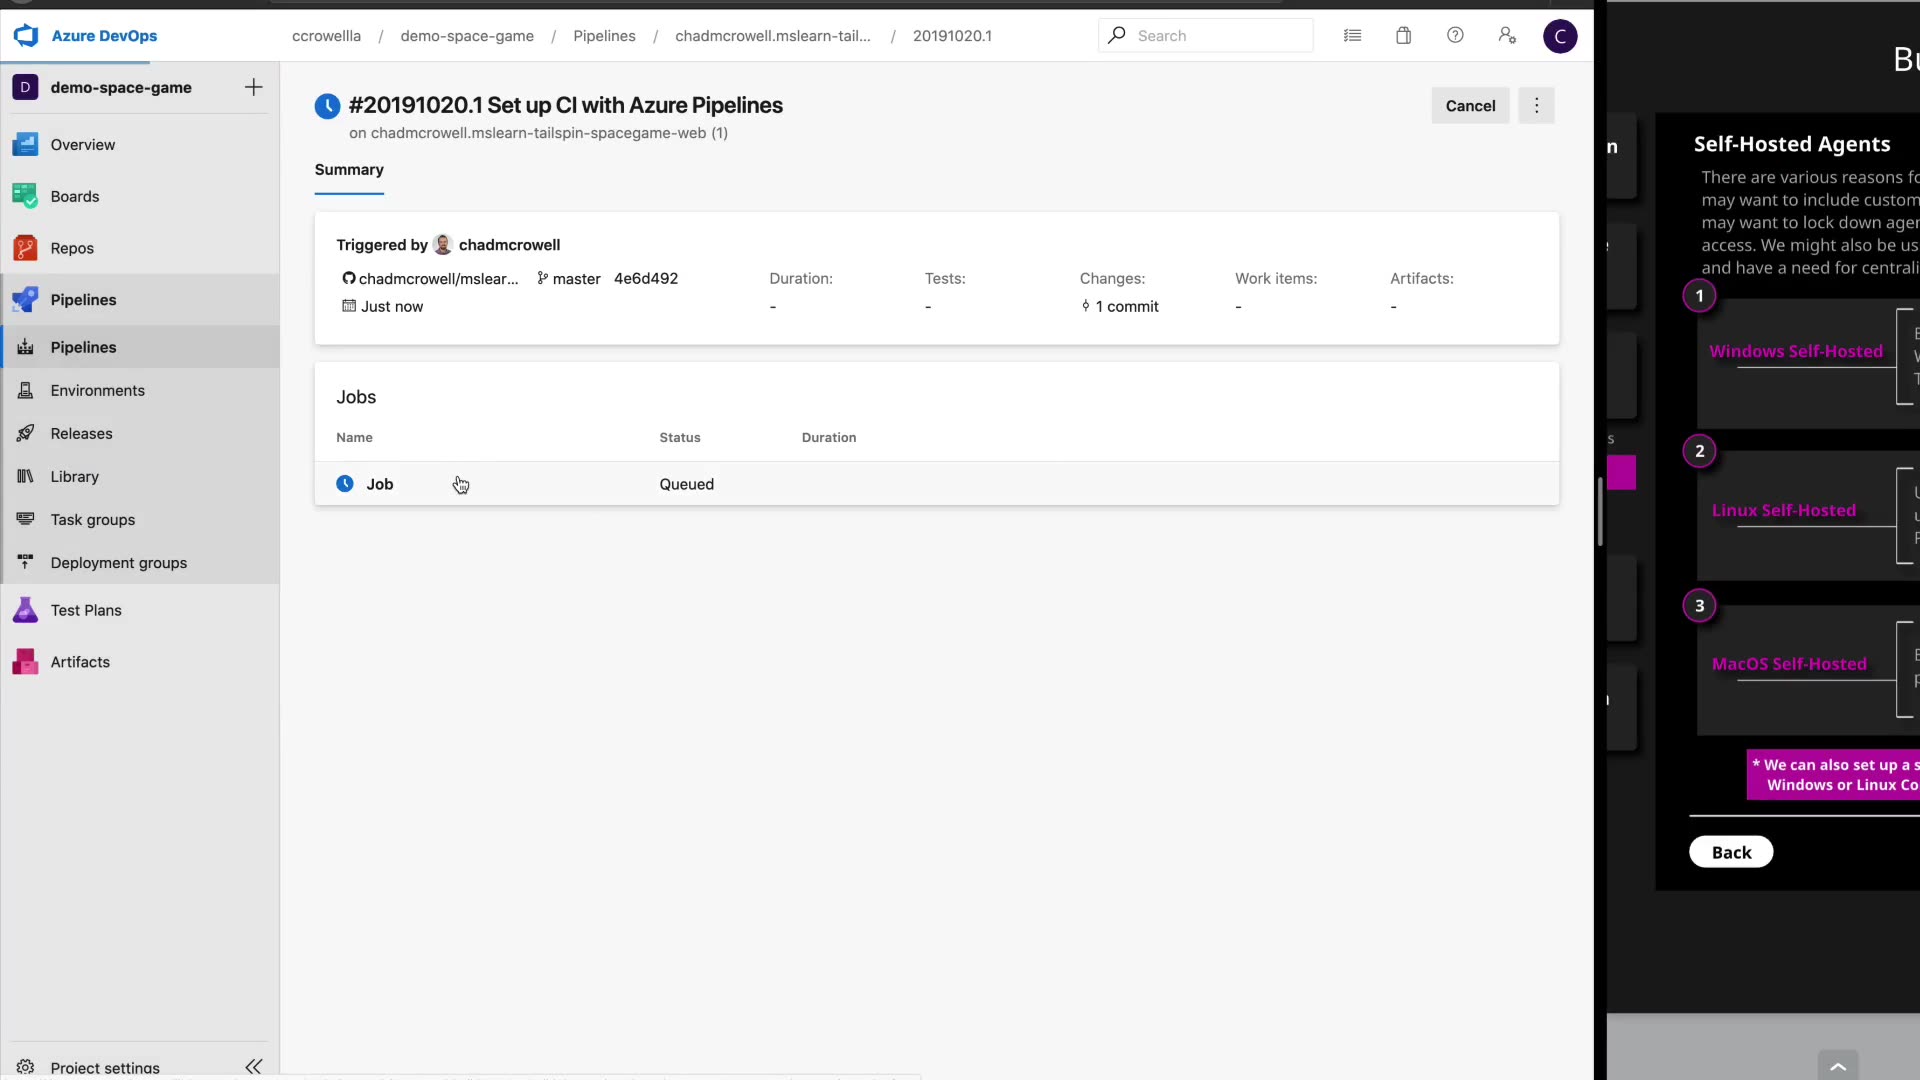 Azure DevOps
ccrowellla / demo-space-game / Pipelines / chadmcrowell.mslearn-tail... / 20191020.1
Search
C
D demo-space-game
Overview
Boards
Repos
Pipelines
Pipelines
Environments
Releases
Library
Task groups
Deployment groups
Test Plans
Artifacts
Project settings
#20191020.1 Set up CI with Azure Pipelines
on chadmcrowell.mslearn-tailspin-spacegame-web (1)
Cancel
Summary
Triggered by chadmcrowell
chadmcrowell/mslear... master 4e6d492
Just now
Duration:
-
Tests:
-
Changes:
1 commit
Work items:
-
Artifacts:
-
Jobs
Name Status Duration
Job Queued
Bu
n
s
Self-Hosted Agents
There are various reasons fo
may want to include custom
may want to lock down agen
access. We might also be us
and have a need for centrali
1
Windows Self-Hosted
2
Linux Self-Hosted
3
MacOS Self-Hosted
* We can also set up a s
Windows or Linux Co
Back